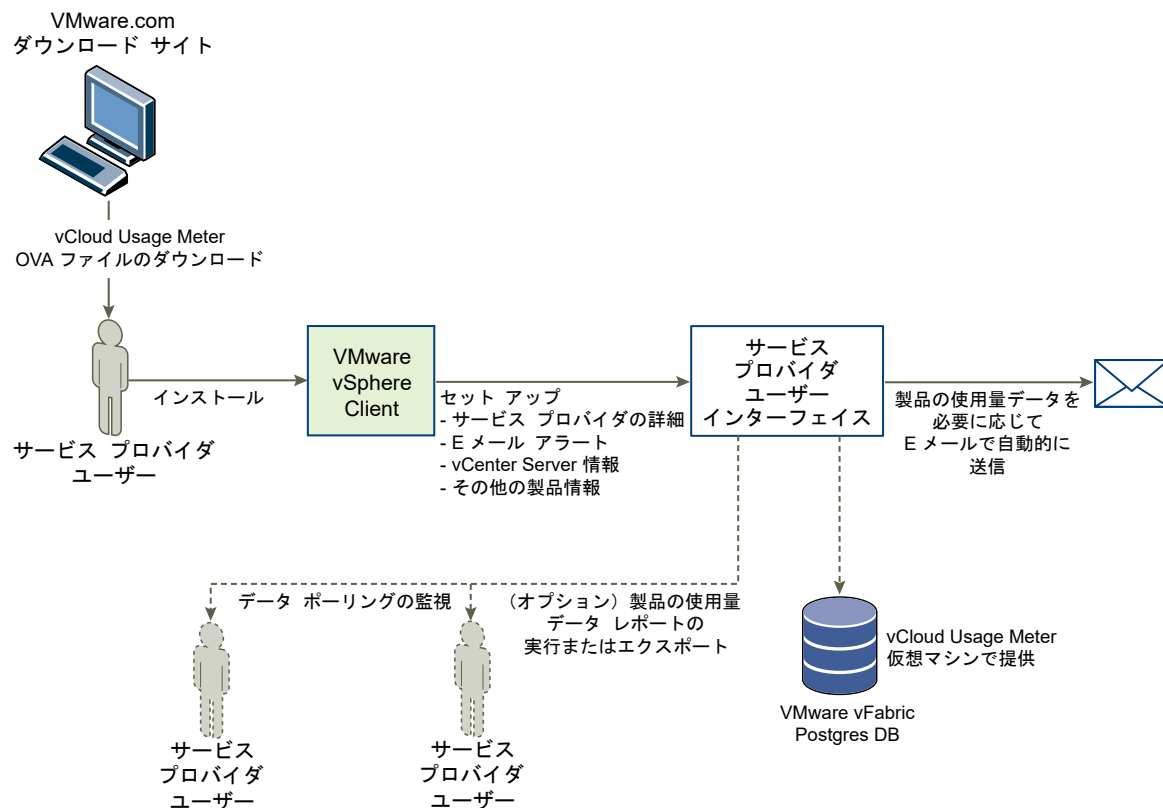 VMware.com
ダウンロード サイト
vCloud Usage Meter
OVA ファイルのダウンロード
サービス プロバイダ
ユーザー
インストール
VMware
vSphere
Client
セット アップ
- サービス プロバイダの詳細
- E メール アラート
- vCenter Server 情報
- その他の製品情報
サービス
プロバイダ
ユーザー
インターフェイス
製品の使用量データを
必要に応じて
E メールで自動的に
送信
データ ポーリングの監視
（オプション）製品の使用量
データ レポートの
実行またはエクスポート
サービス
プロバイダ
ユーザー
サービス
プロバイダ
ユーザー
vCloud Usage Meter
仮想マシンで提供
VMware vFabric
Postgres DB